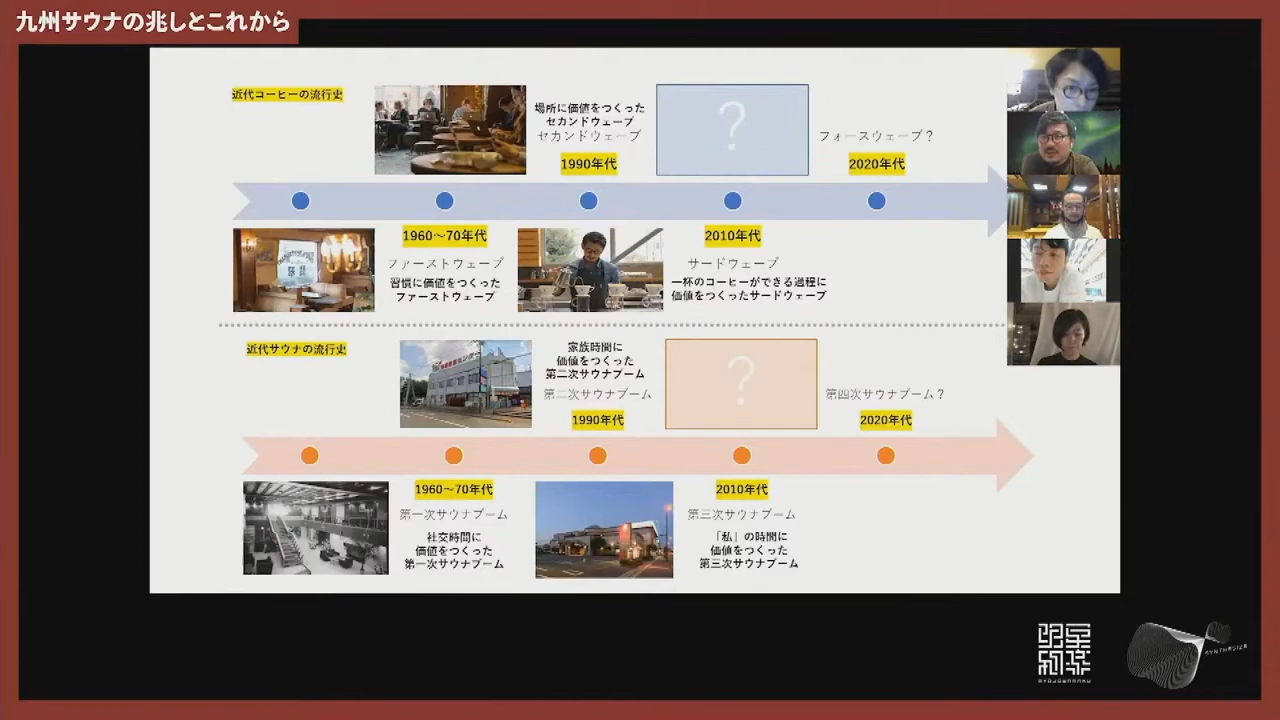 九州サウナの兆しとこれから
近代コーヒーの流行史
場所に価値をつくった
セカンドウェーブ
セカンドウェーブ
1990年代
?
フォースウェーブ？
2020年代
1960〜70年代
ファーストウェーブ
習慣に価値をつくった
ファーストウェーブ
2010年代
サードウェーブ
一杯のコーヒーができる過程に
価値をつくったサードウェーブ
近代サウナの流行史
家族時間に
価値をつくった
第二次サウナブーム
第二次サウナブーム
1990年代
?
第四次サウナブーム？
2020年代
1960〜70年代
第一次サウナブーム
社交時間に
価値をつくった
第一次サウナブーム
2010年代
第三次サウナブーム
「私」の時間に
価値をつくった
第三次サウナブーム
SYNTHESIZE